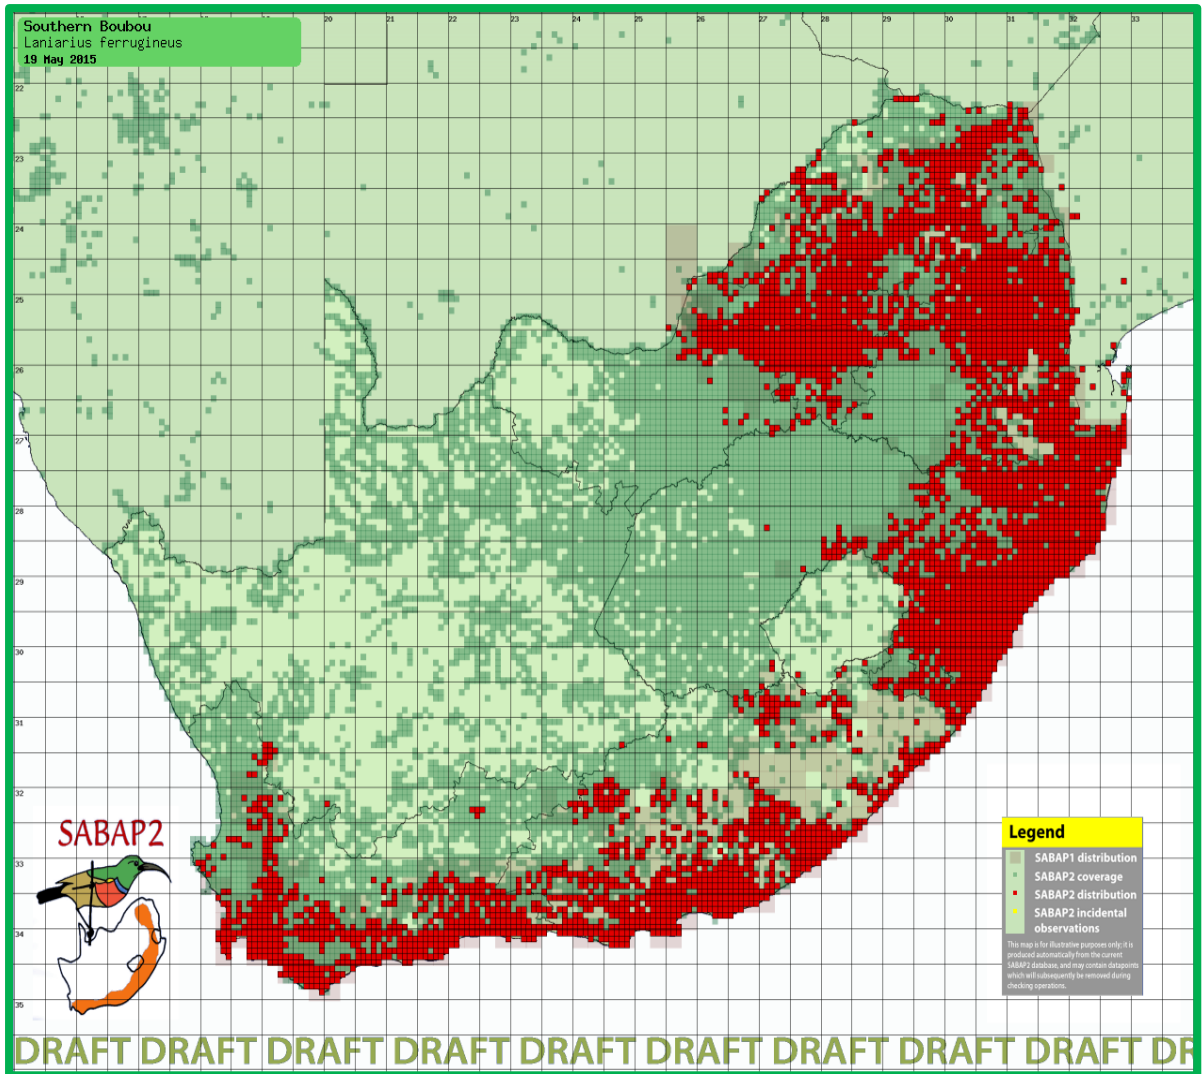 Southern Boubou
Laniarius ferrugineus
19 May 2015
20 21 22 23 24 25 26 27 28 29 30 31 32 33
22
23
24
25
26
27
28
29
30
31
32
33
34
35
SABAP2
Legend
SABAP1 distribution
SABAP2 coverage
SABAP2 distribution
SABAP2 incidental
observations
This map is for illustrative purposes only; it is
produced automatically from the current
SABAP2 database, and may contain datapoints
which will subsequently be removed during
checking operations.
DRAFT DRAFT DRAFT DRAFT DRAFT DRAFT DRAFT DRAFT DRAFT DR